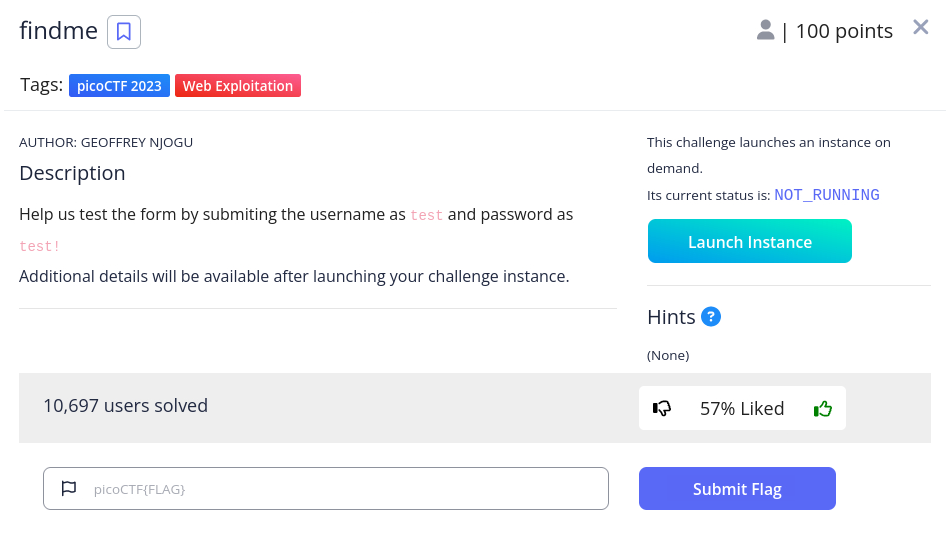 findme
| 100 points
Tags: picoCTF 2023 Web Exploitation
AUTHOR: GEOFFREY NJOGU
Description
Help us test the form by submiting the username as test and password as
test!
Additional details will be available after launching your challenge instance.
This challenge launches an instance on
demand.
Its current status is: NOT_RUNNING
Launch Instance
Hints ?
(None)
10,697 users solved
57% Liked
picoCTF{FLAG}
Submit Flag